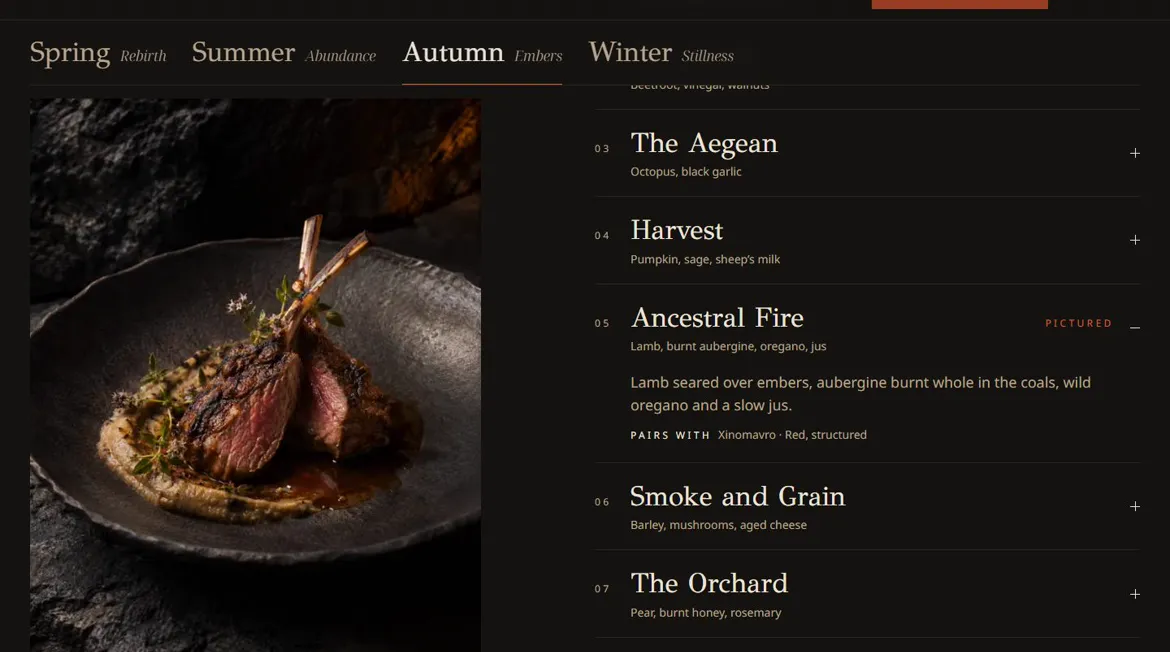 Spring Rebirth Summer Abundance Autumn Embers Winter Stillness
Beetroot, vinegar, walnuts
03 The Aegean
Octopus, black garlic
04 Harvest
Pumpkin, sage, sheep’s milk
05 Ancestral Fire PICTURED
Lamb, burnt aubergine, oregano, jus
Lamb seared over embers, aubergine burnt whole in the coals, wild
oregano and a slow jus.
PAIRS WITH Xinomavro · Red, structured
06 Smoke and Grain
Barley, mushrooms, aged cheese
07 The Orchard
Pear, burnt honey, rosemary